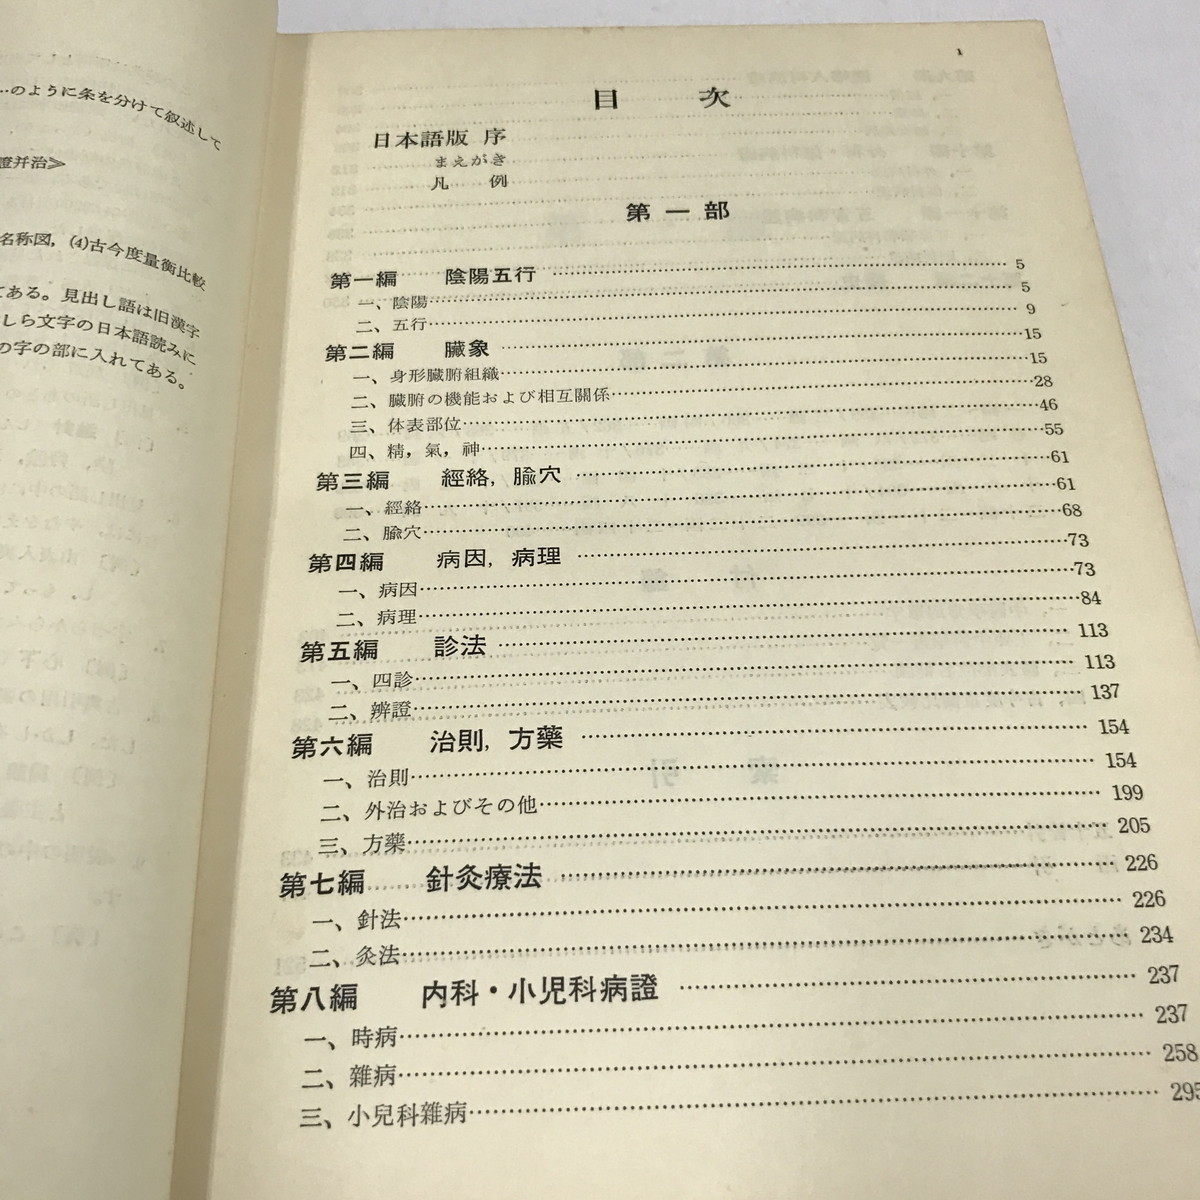 …のように条を分けて叙述して
證并治≫
名称図，⑷古今度量衡比較
てある。見出し語は旧漢字
しら文字の日本語読みに
の字の部に入れてある。
1
目 次
日本語版 序
まえがき
凡 例
第 一 部
第一編 陰陽五行 …… 5
一、陰陽 …… 5
二、五行 …… 9
第二編 臓象 …… 15
一、身形臓腑組織 …… 15
二、臓腑の機能および相互關係 …… 28
三、体表部位 …… 46
四、精，氣，神 …… 55
第三編 經絡，腧穴 …… 61
一、經絡 …… 61
二、腧穴 …… 68
第四編 病因，病理 …… 73
一、病因 …… 73
二、病理 …… 84
第五編 診法 …… 113
一、四診 …… 113
二、辨證 …… 137
第六編 治則，方藥 …… 154
一、治則 …… 154
二、外治およびその他 …… 199
三、方藥 …… 205
第七編 針灸療法 …… 226
一、針法 …… 226
二、灸法 …… 234
第八編 内科・小児科病證 …… 237
一、時病 …… 237
二、雜病 …… 258
三、小兒科雜病 …… 295